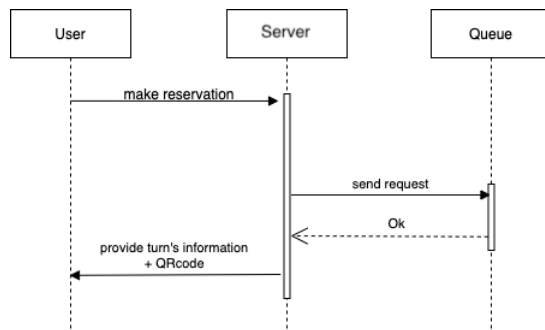 User
Server
Queue
make reservation
send request
Ok
provide turn's information
+ QRcode